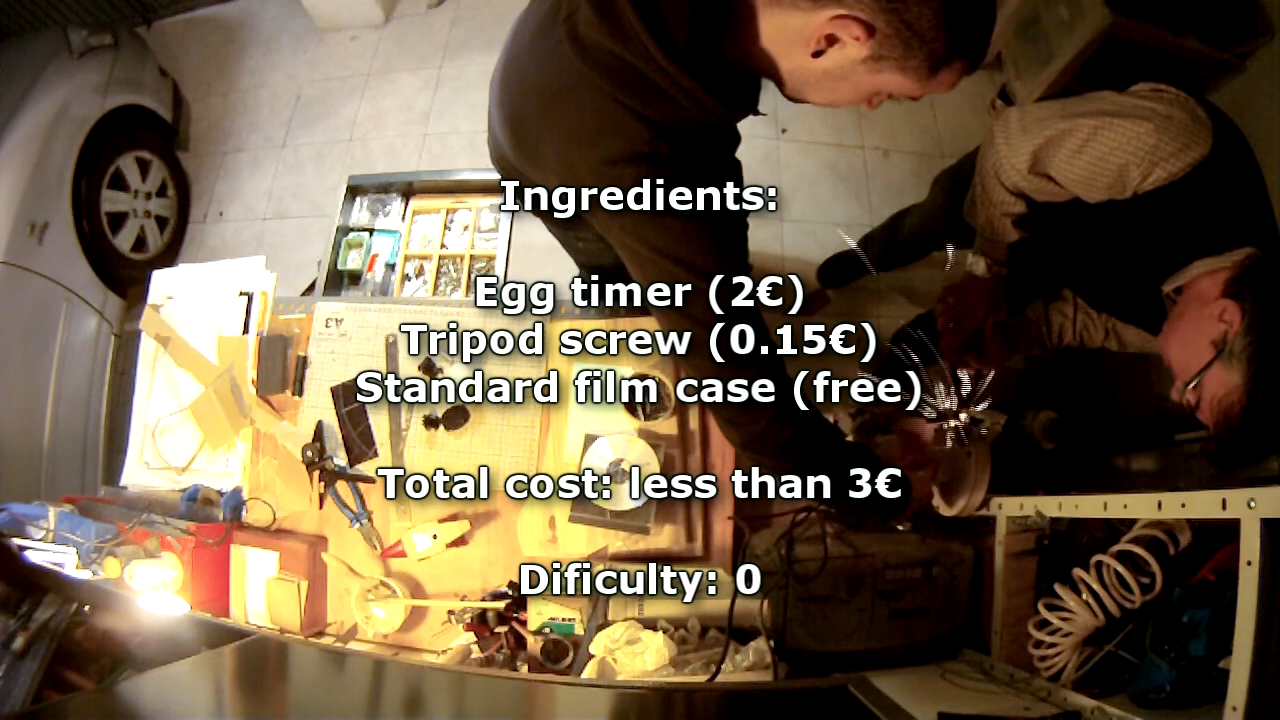 Ingredients:
Egg timer (2€)
Tripod screw (0.15€)
Standard film case (free)
Total cost: less than 3€
Dificulty: 0
A3